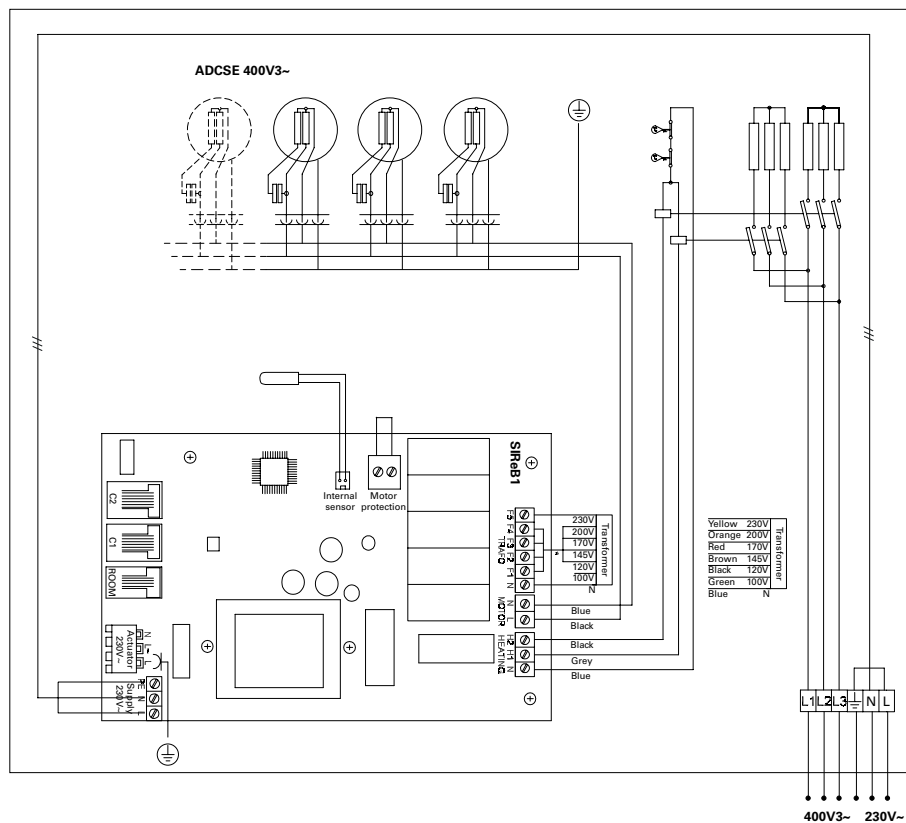 ADCSE 400V3~
SIReB1
Internal
sensor
Motor
protection
C2
C1
ROOM
F5
F4
F3
F2
F1
N
TRAFO
230V
200V
170V
145V
120V
100V
N
Transformer
Yellow 230V
Orange 200V
Red 170V
Brown 145V
Black 120V
Green 100V
Blue N
Transformer
N
L
MOTOR
Blue
Black
H2
H1
N
HEATING
Black
Grey
Blue
N
L'
L
Actuator
230V~
PE
N
L
Supply
230V~
L1 L2 L3 N L
400V3~ 230V~